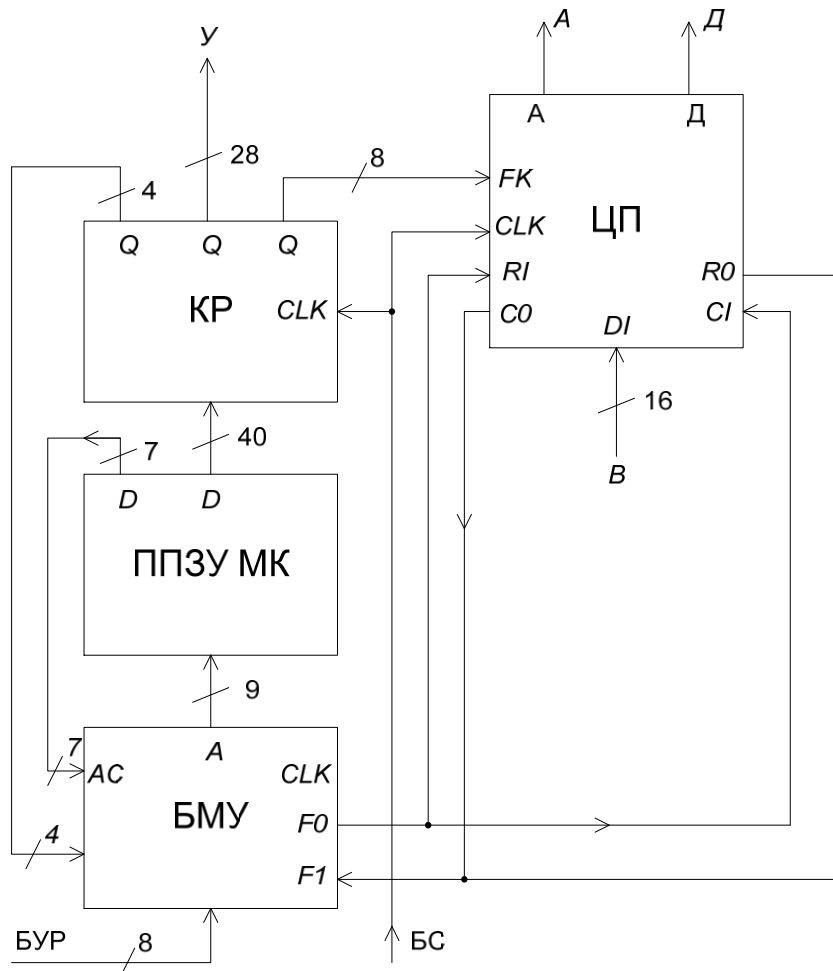 А Д
У
А Д
28
8
4
FK
Q Q Q
CLK
ЦП
RI R0
КР CLK
C0 CI
DI
16
40
7
В
D D
ППЗУ МК
9
A
7
AC CLK
БМУ
F0
4
F1
БУР 8 БС